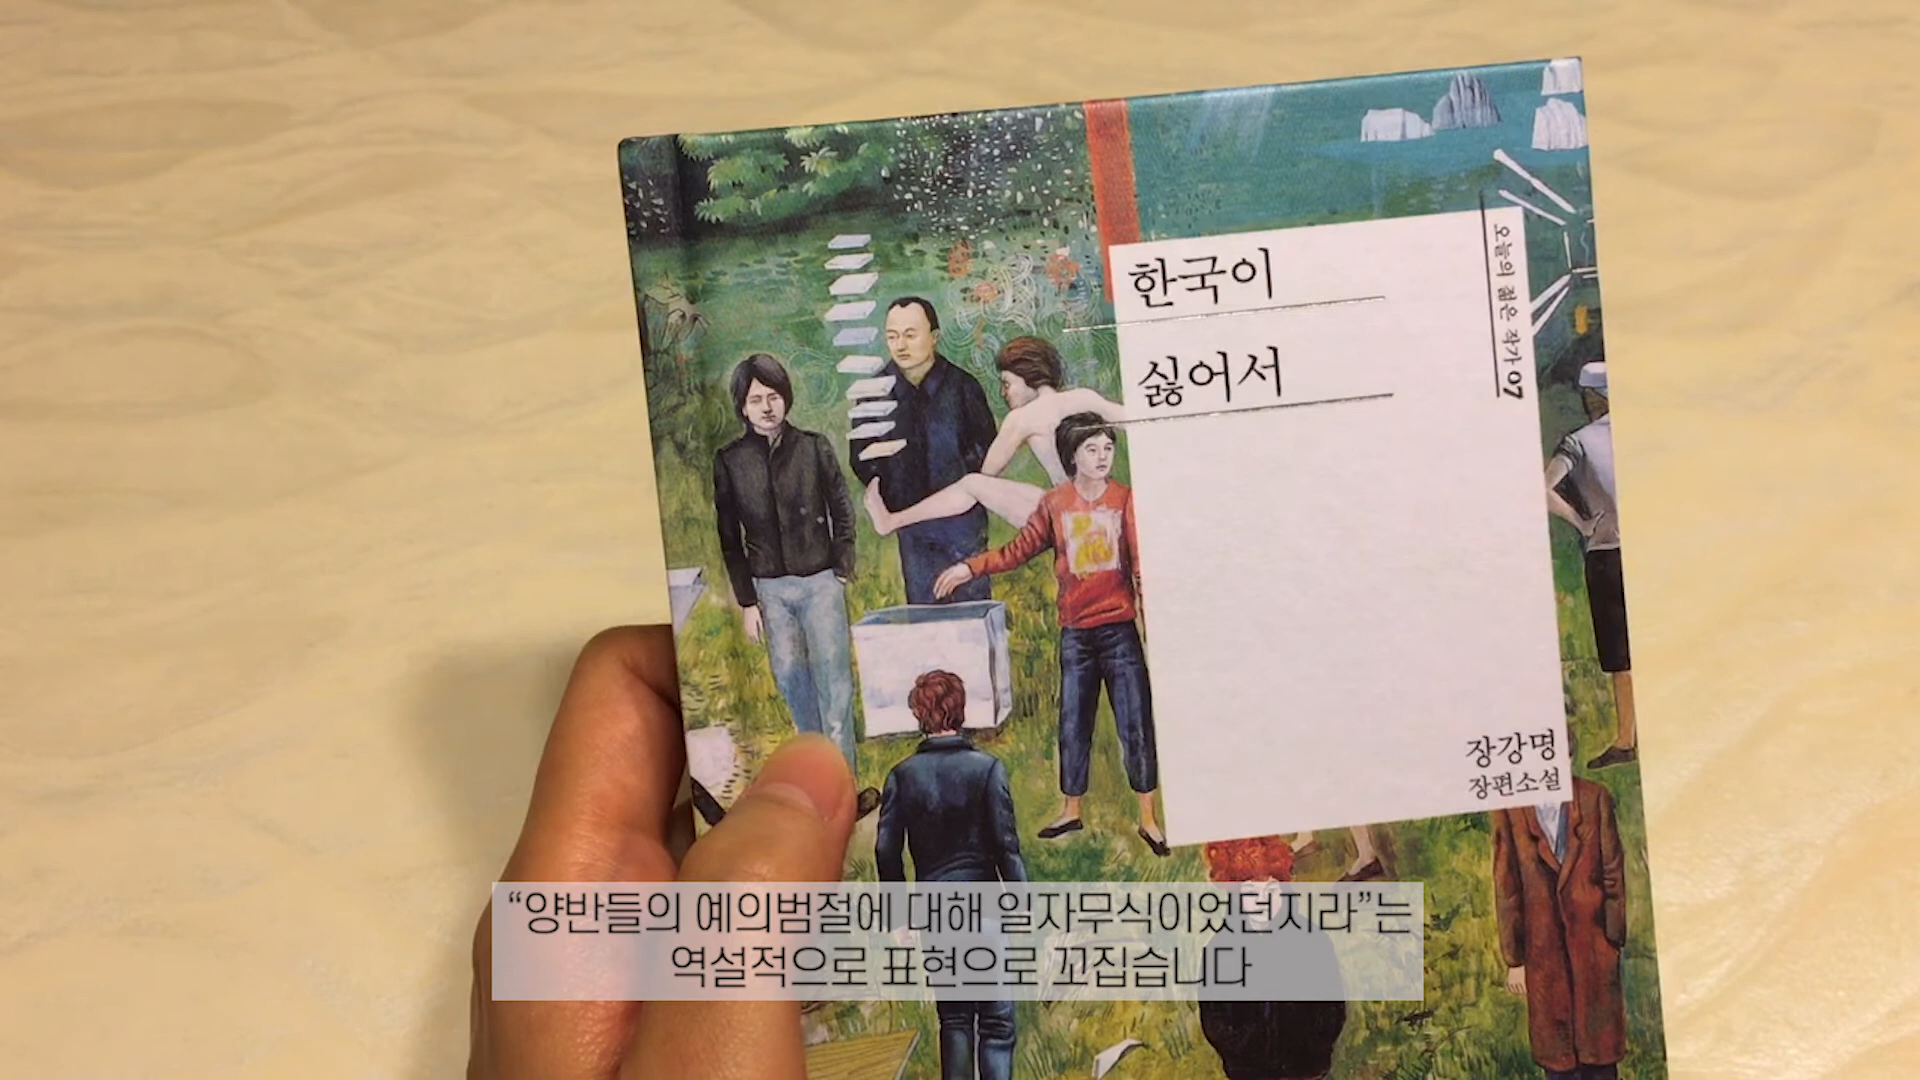 한국이
싫어서
오늘의 젊은 작가 07
장강명
장편소설
“양반들의 예의범절에 대해 일자무식이었던지라”는
역설적으로 표현으로 꼬집습니다